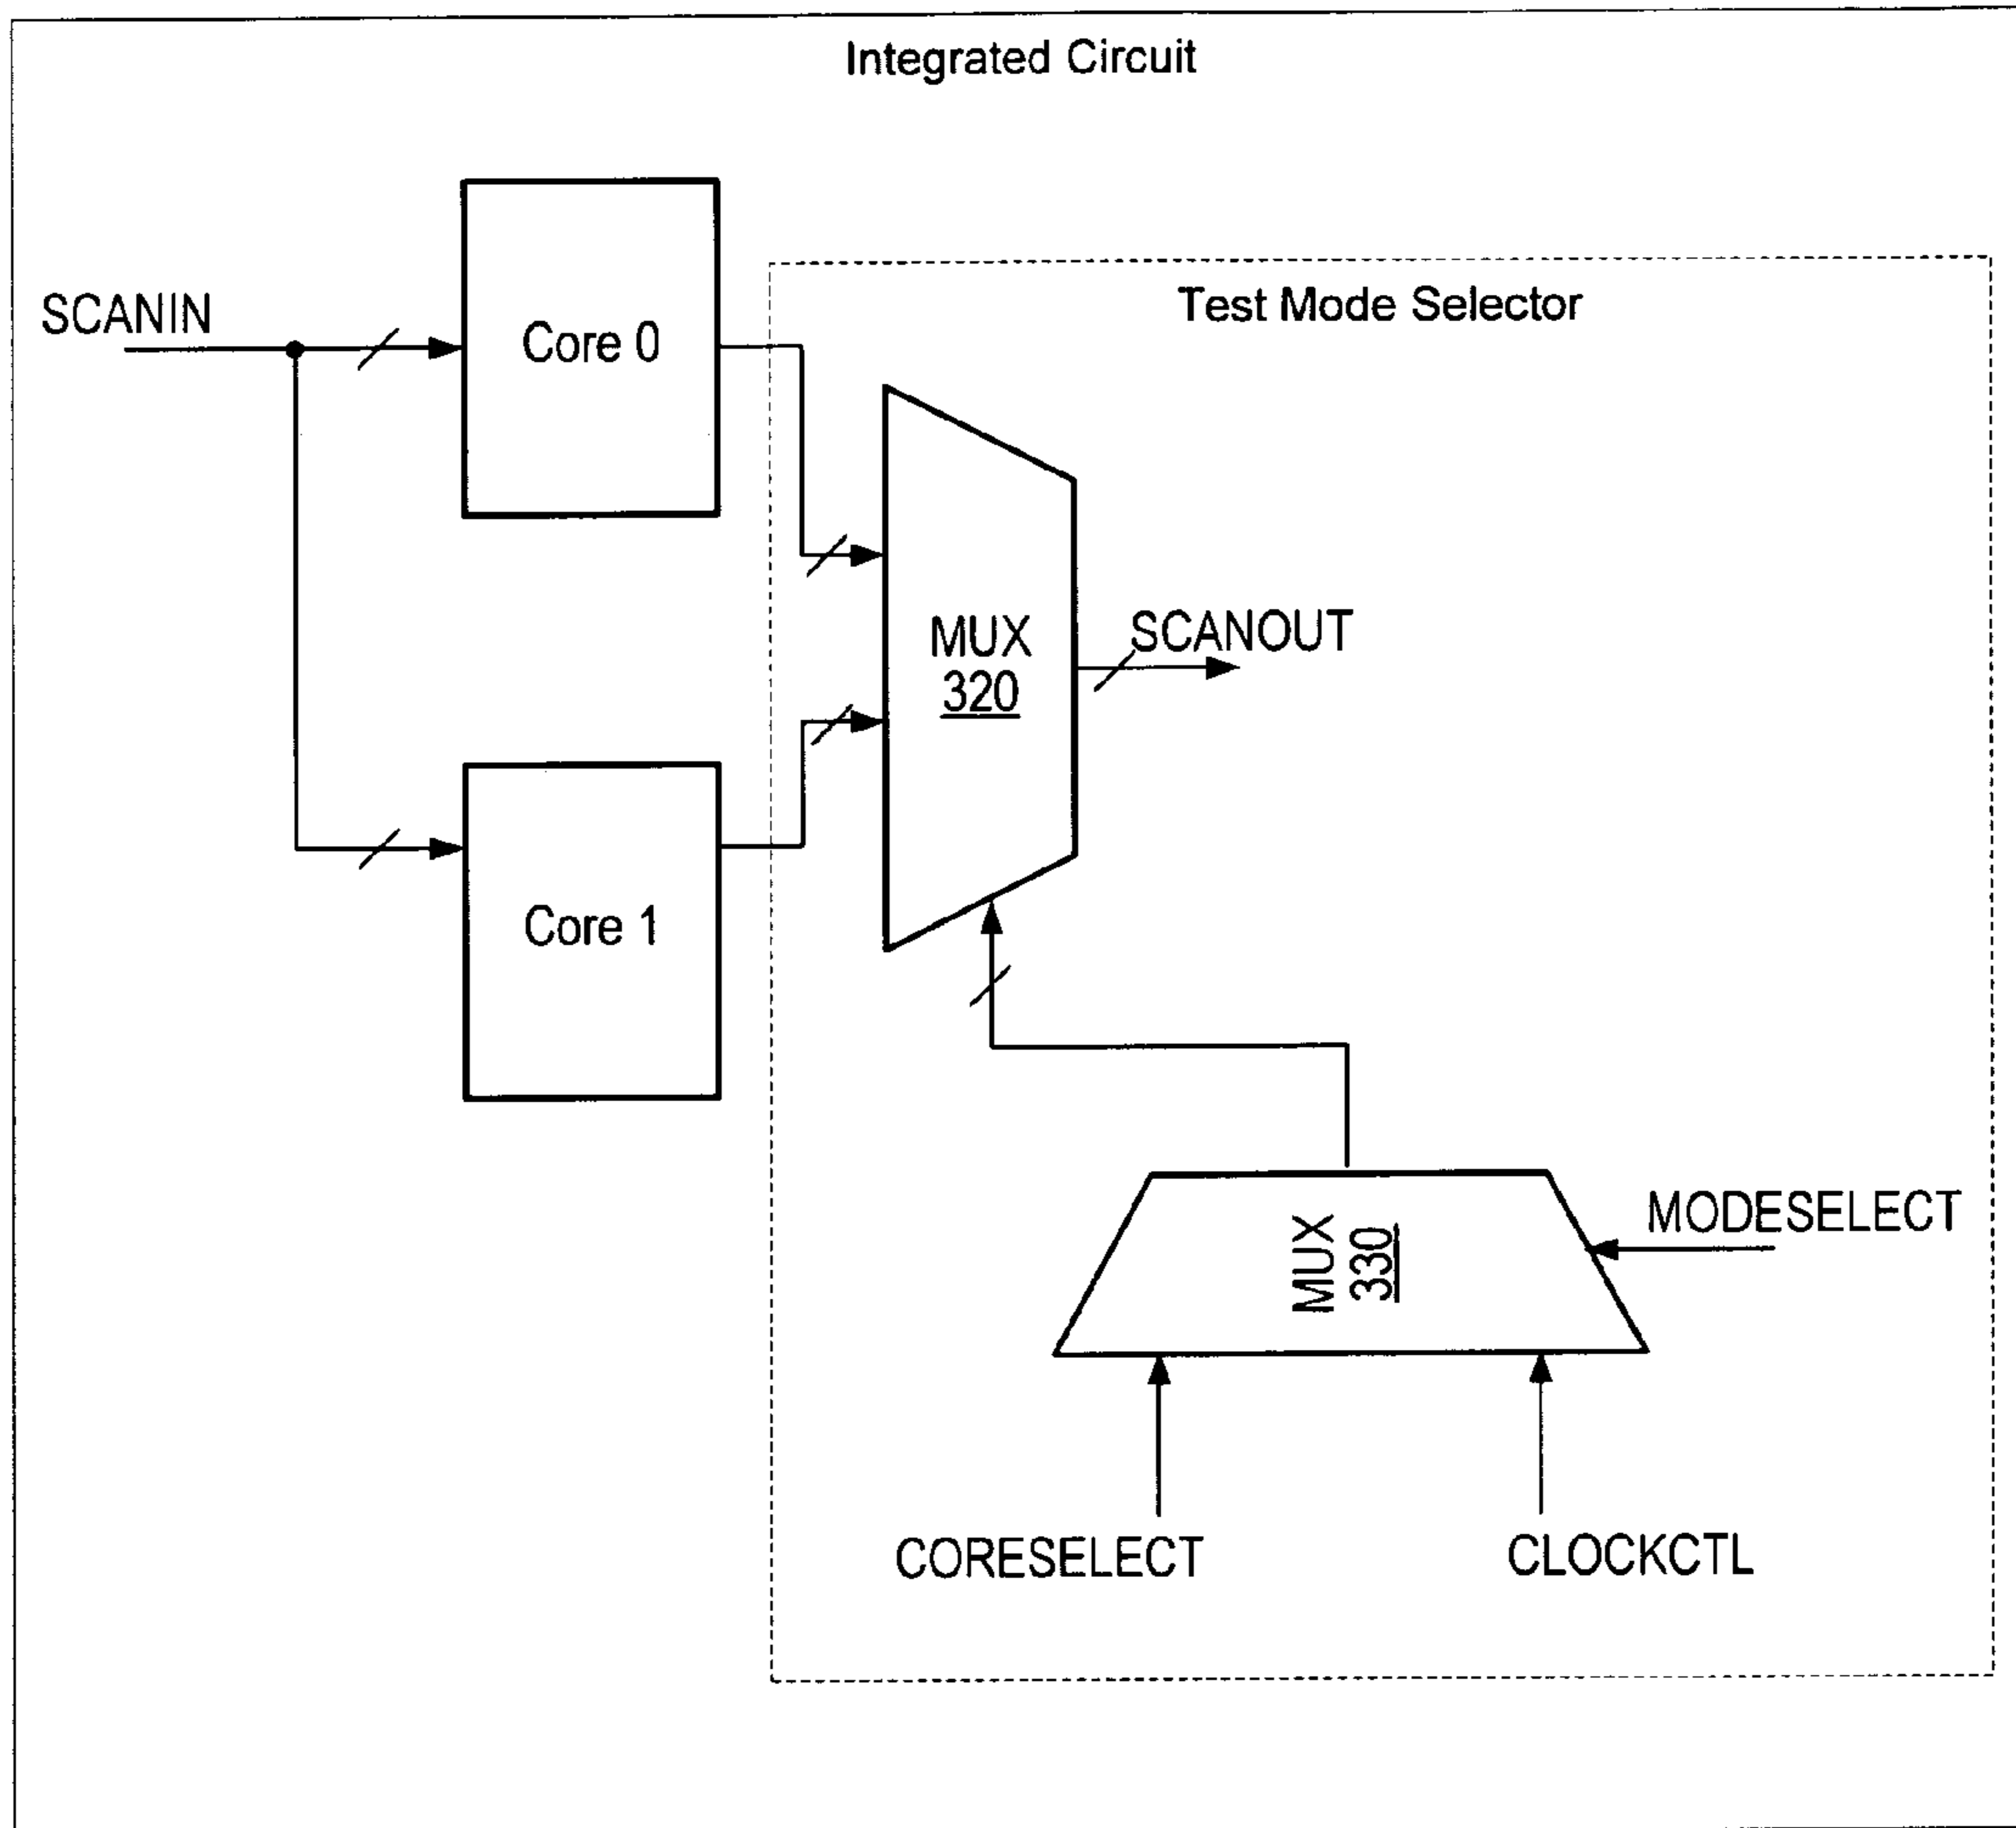 Integrated Circuit
SCANIN
Core 0
Test Mode Selector
MUX
320
SCANOUT
Core 1
MUX
330
MODESELECT
CORESELECT
CLOCKCTL